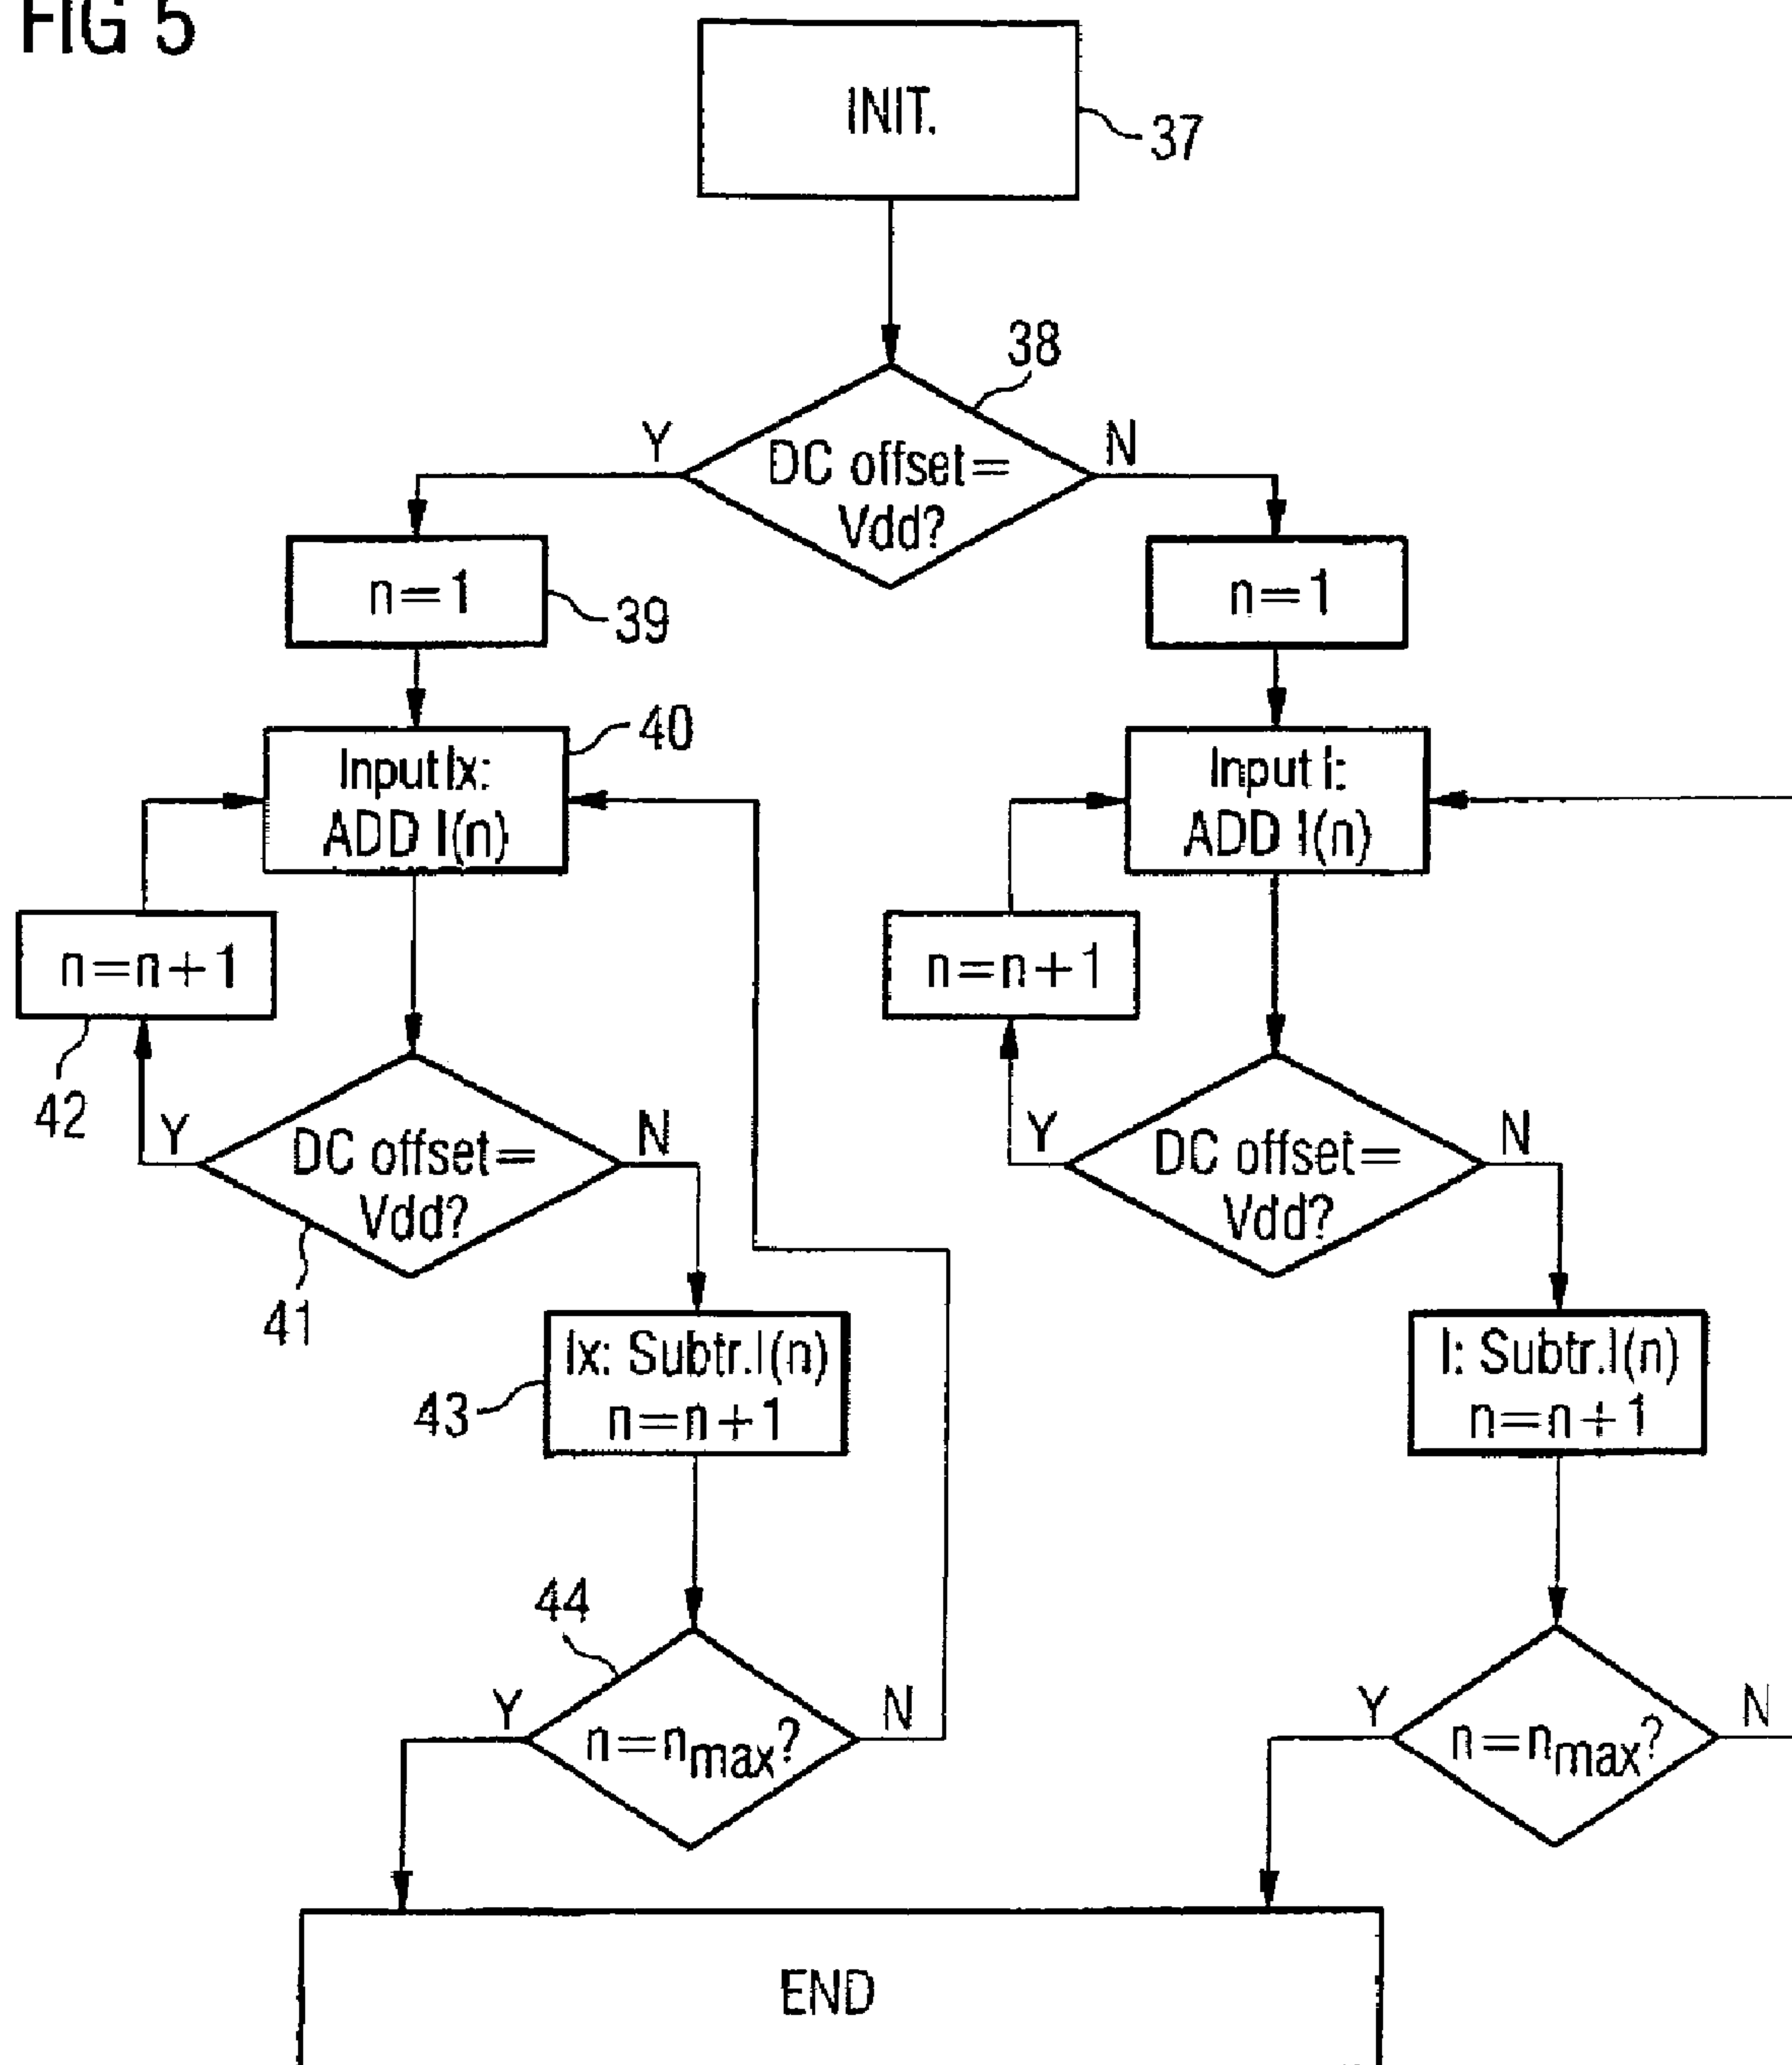 FIG 5
INIT.
37
38
Y
DC offset=
Vdd?
N
n=1
39
n=1
40
Input Ix:
ADD I(n)
Input I:
ADD I(n)
n=n+1
42
n=n+1
Y
DC offset=
Vdd?
N
41
Y
DC offset=
Vdd?
N
Ix: Subtr.I(n)
n=n+1
43
I: Subtr.I(n)
n=n+1
44
Y
n=nmax?
N
Y
n=nmax?
N
END